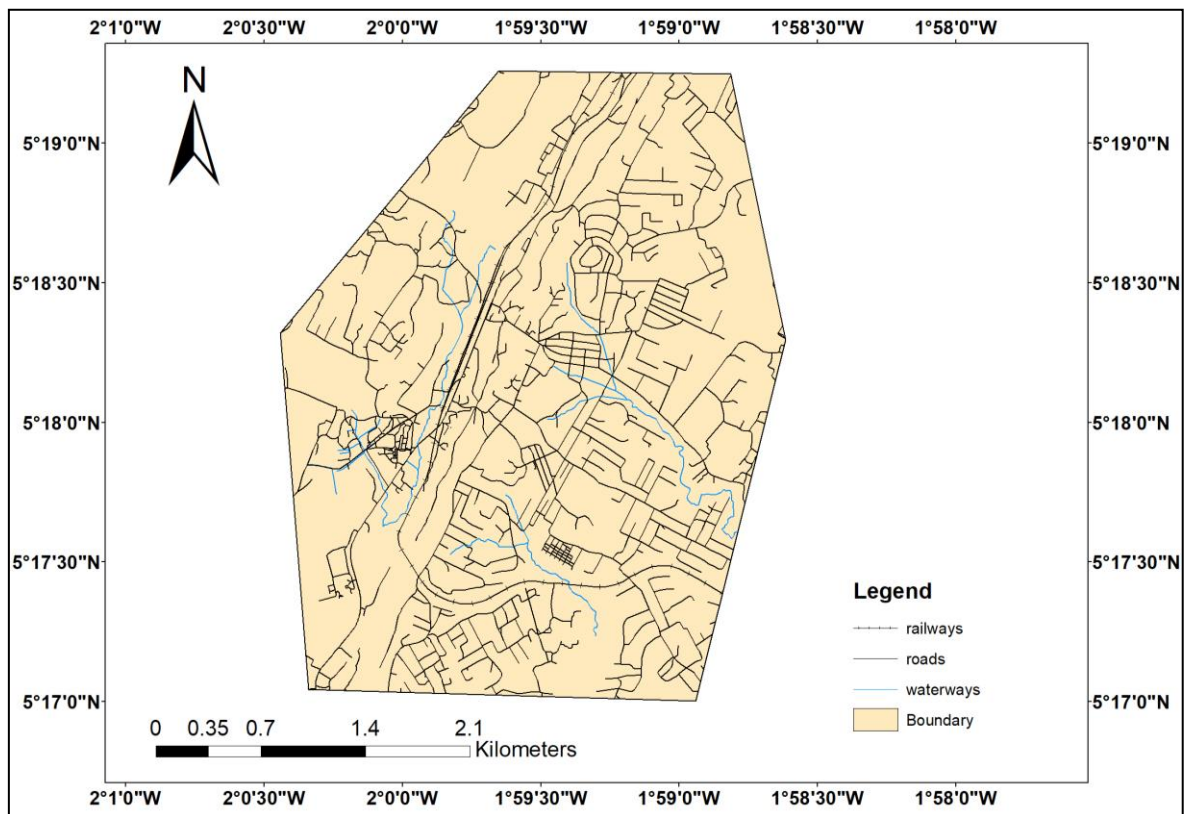 2°1'0"W 2°0'30"W 2°0'0"W 1°59'30"W 1°59'0"W 1°58'30"W 1°58'0"W
N
5°19'0"N 5°19'0"N
5°18'30"N 5°18'30"N
5°18'0"N 5°18'0"N
5°17'30"N 5°17'30"N
Legend
railways
roads
waterways
Boundary
5°17'0"N 5°17'0"N
0 0.35 0.7 1.4 2.1
Kilometers
2°1'0"W 2°0'30"W 2°0'0"W 1°59'30"W 1°59'0"W 1°58'30"W 1°58'0"W